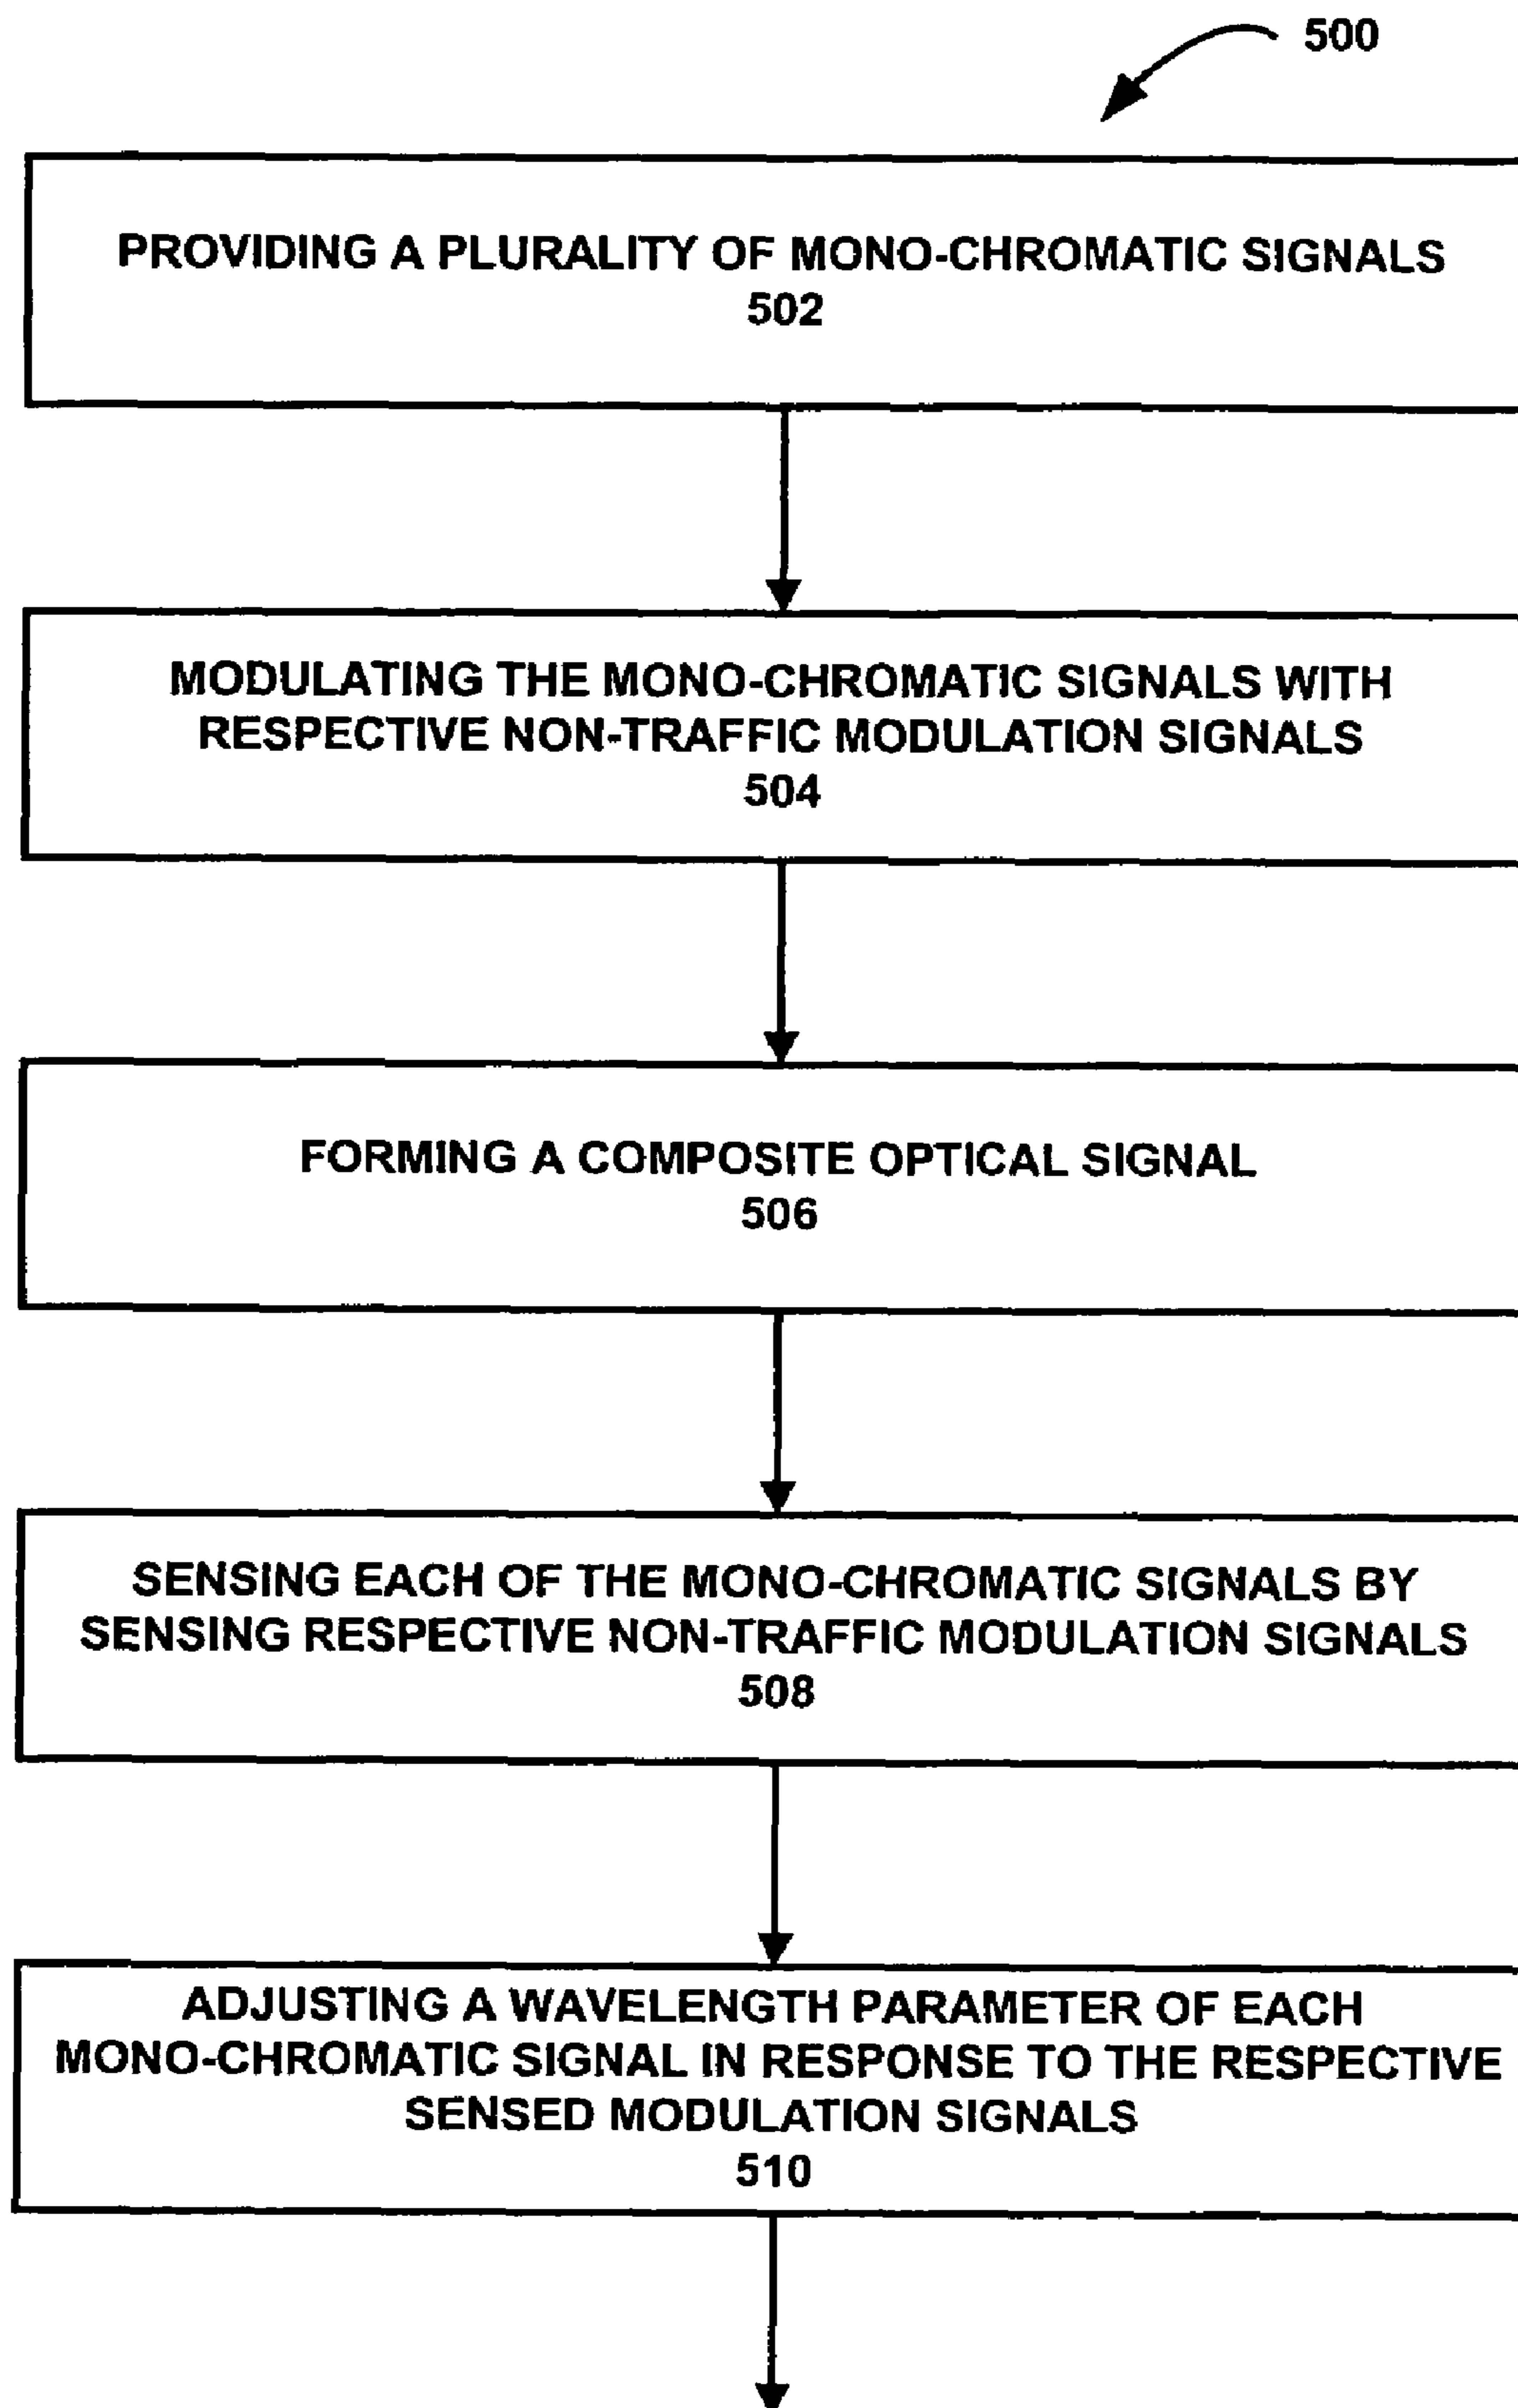 500
PROVIDING A PLURALITY OF MONO-CHROMATIC SIGNALS
502
MODULATING THE MONO-CHROMATIC SIGNALS WITH
RESPECTIVE NON-TRAFFIC MODULATION SIGNALS
504
FORMING A COMPOSITE OPTICAL SIGNAL
506
SENSING EACH OF THE MONO-CHROMATIC SIGNALS BY
SENSING RESPECTIVE NON-TRAFFIC MODULATION SIGNALS
508
ADJUSTING A WAVELENGTH PARAMETER OF EACH
MONO-CHROMATIC SIGNAL IN RESPONSE TO THE RESPECTIVE
SENSED MODULATION SIGNALS
510